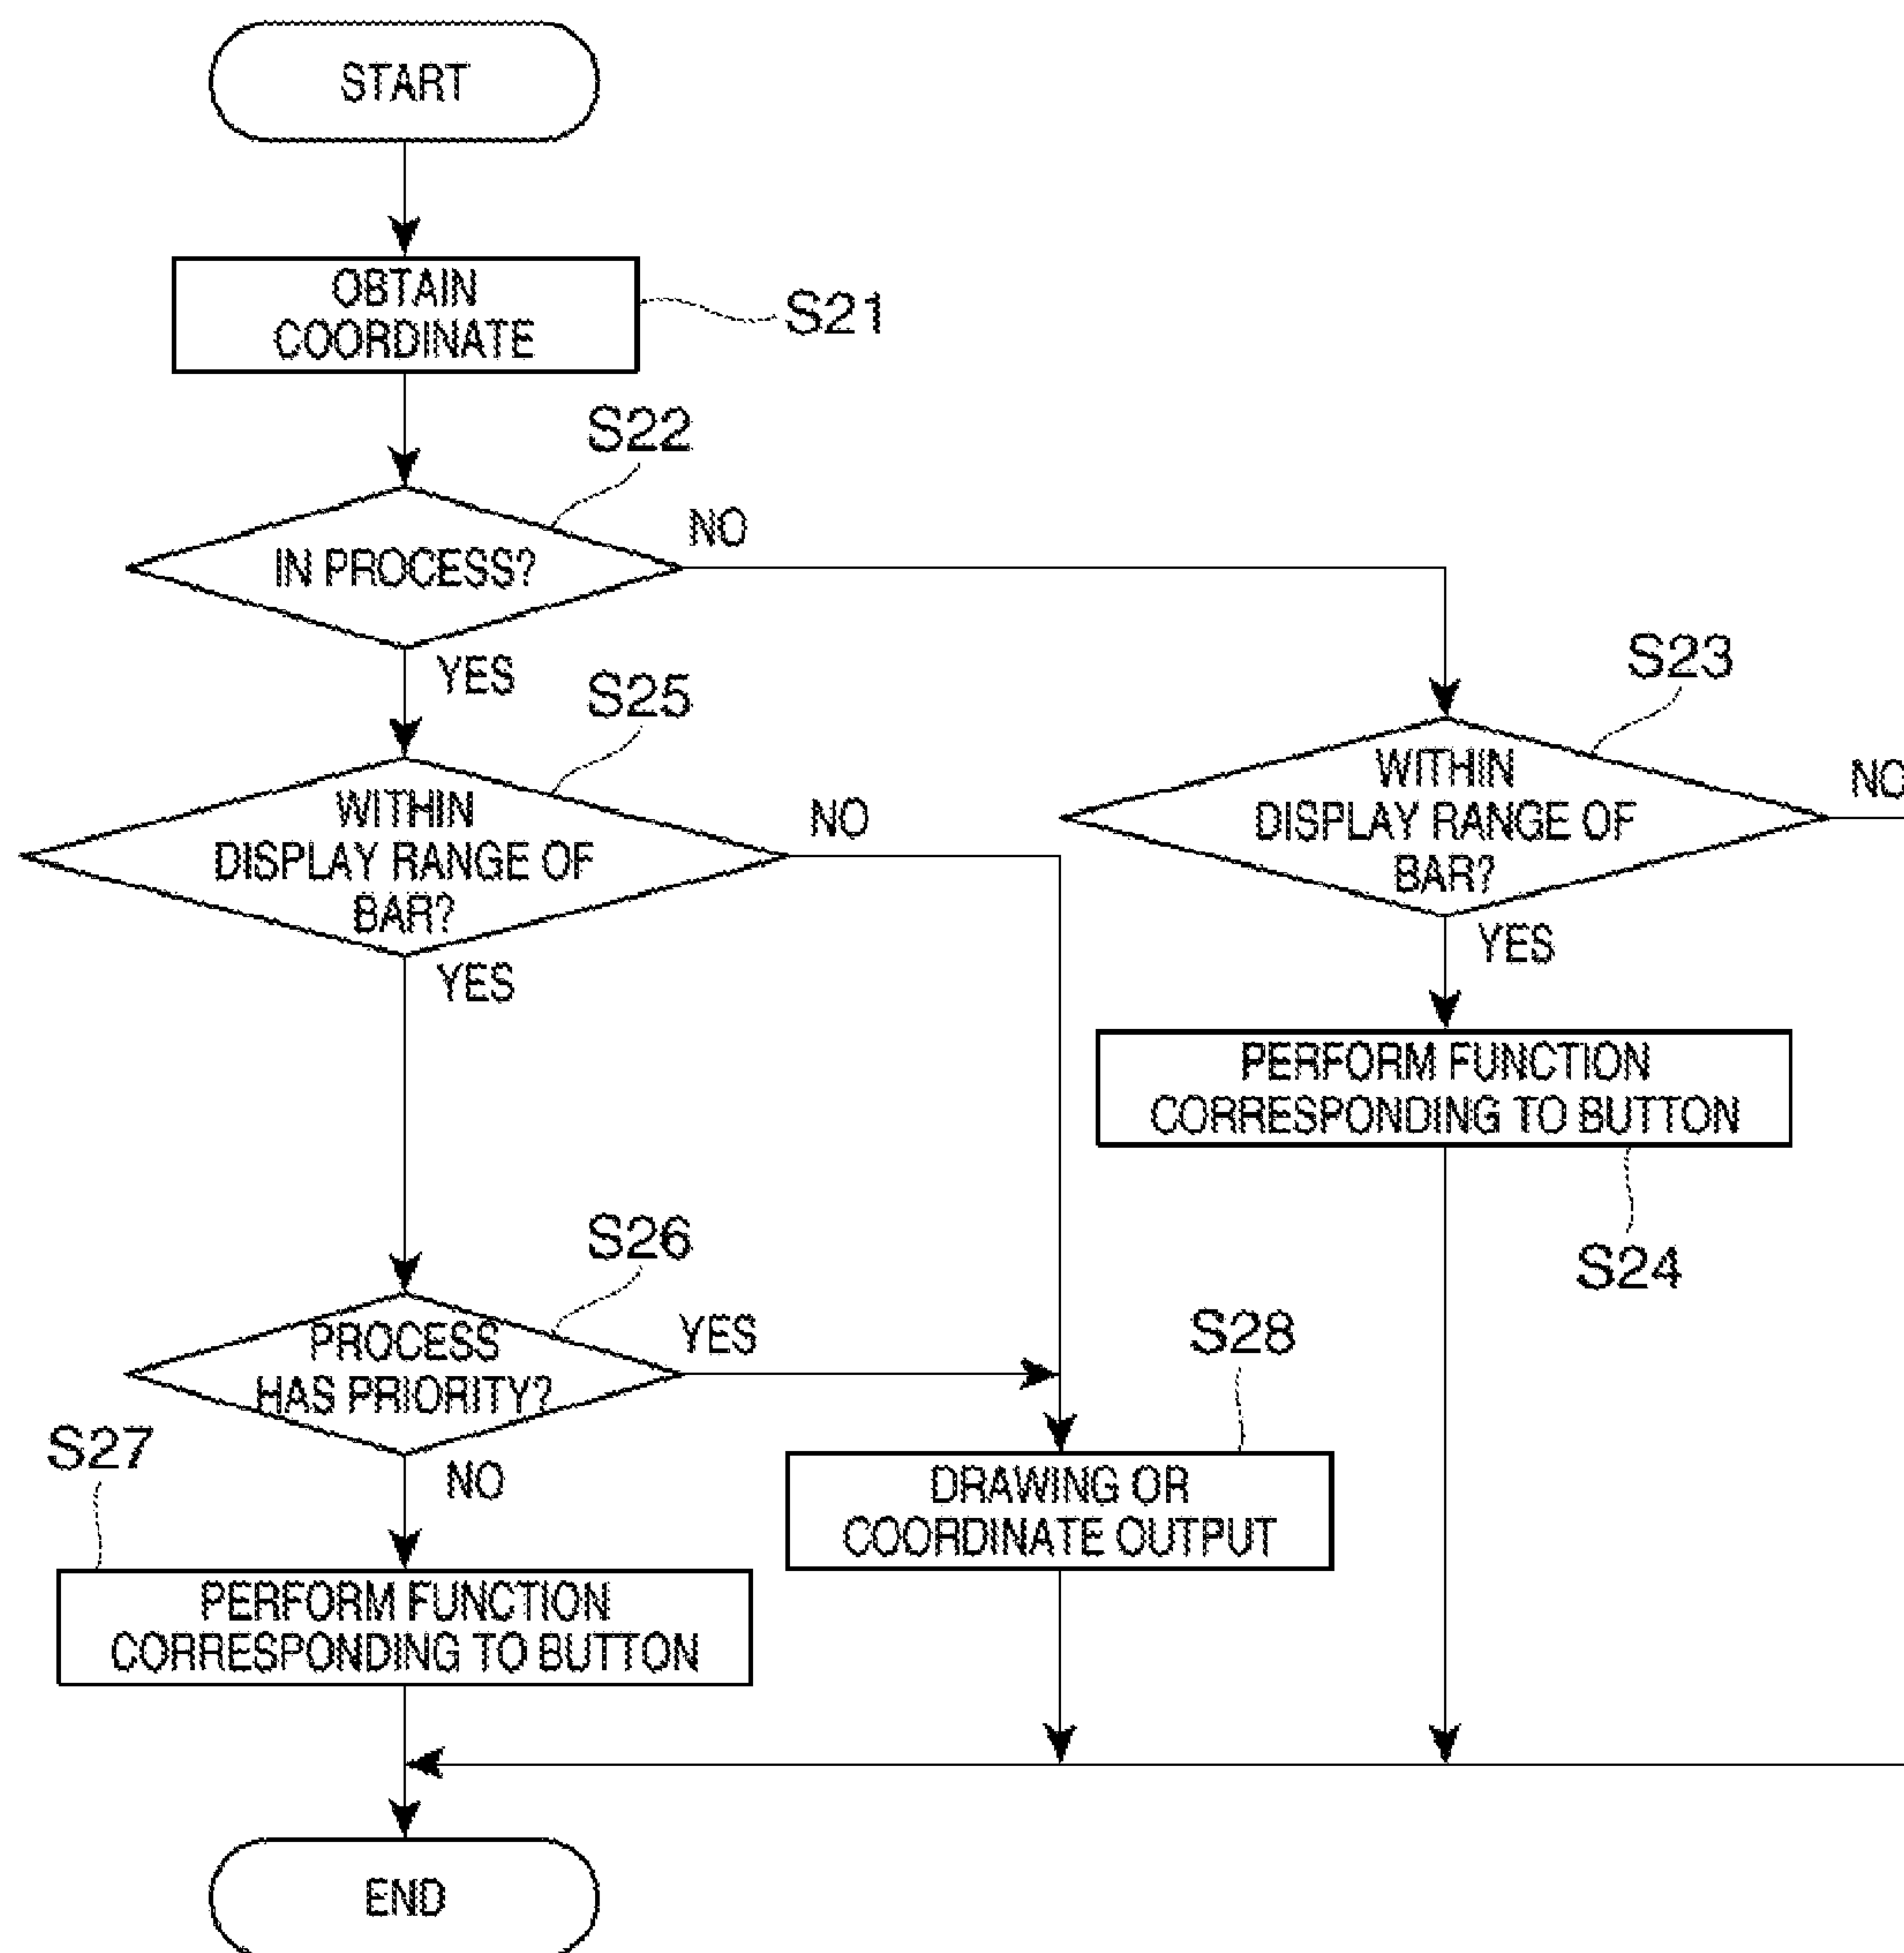 START
OBTAIN
COORDINATE
S21
S22
IN PROCESS?
NO
YES
S23
WITHIN
DISPLAY RANGE OF
BAR?
NO
YES
S25
WITHIN
DISPLAY RANGE OF
BAR?
NO
YES
PERFORM FUNCTION
CORRESPONDING TO BUTTON
S24
S26
PROCESS
HAS PRIORITY?
YES
NO
S28
DRAWING OR
COORDINATE OUTPUT
S27
PERFORM FUNCTION
CORRESPONDING TO BUTTON
END